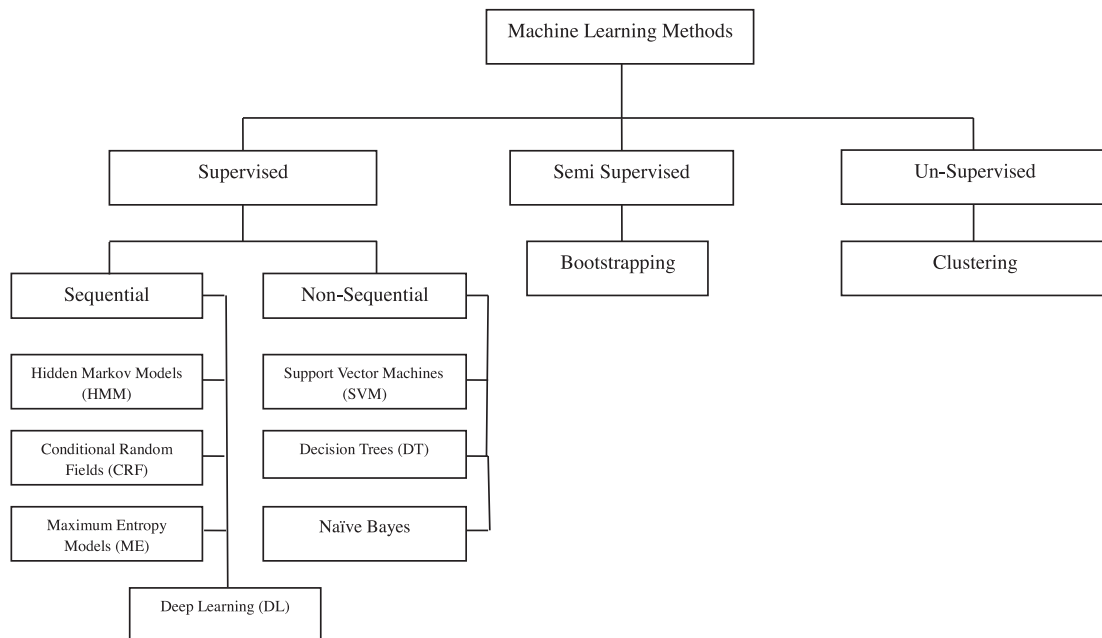 Machine Learning Methods
Supervised
Semi Supervised
Un-Supervised
Bootstrapping
Clustering
Sequential
Non-Sequential
Hidden Markov Models
(HMM)
Support Vector Machines
(SVM)
Conditional Random
Fields (CRF)
Decision Trees (DT)
Maximum Entropy
Models (ME)
Naïve Bayes
Deep Learning (DL)